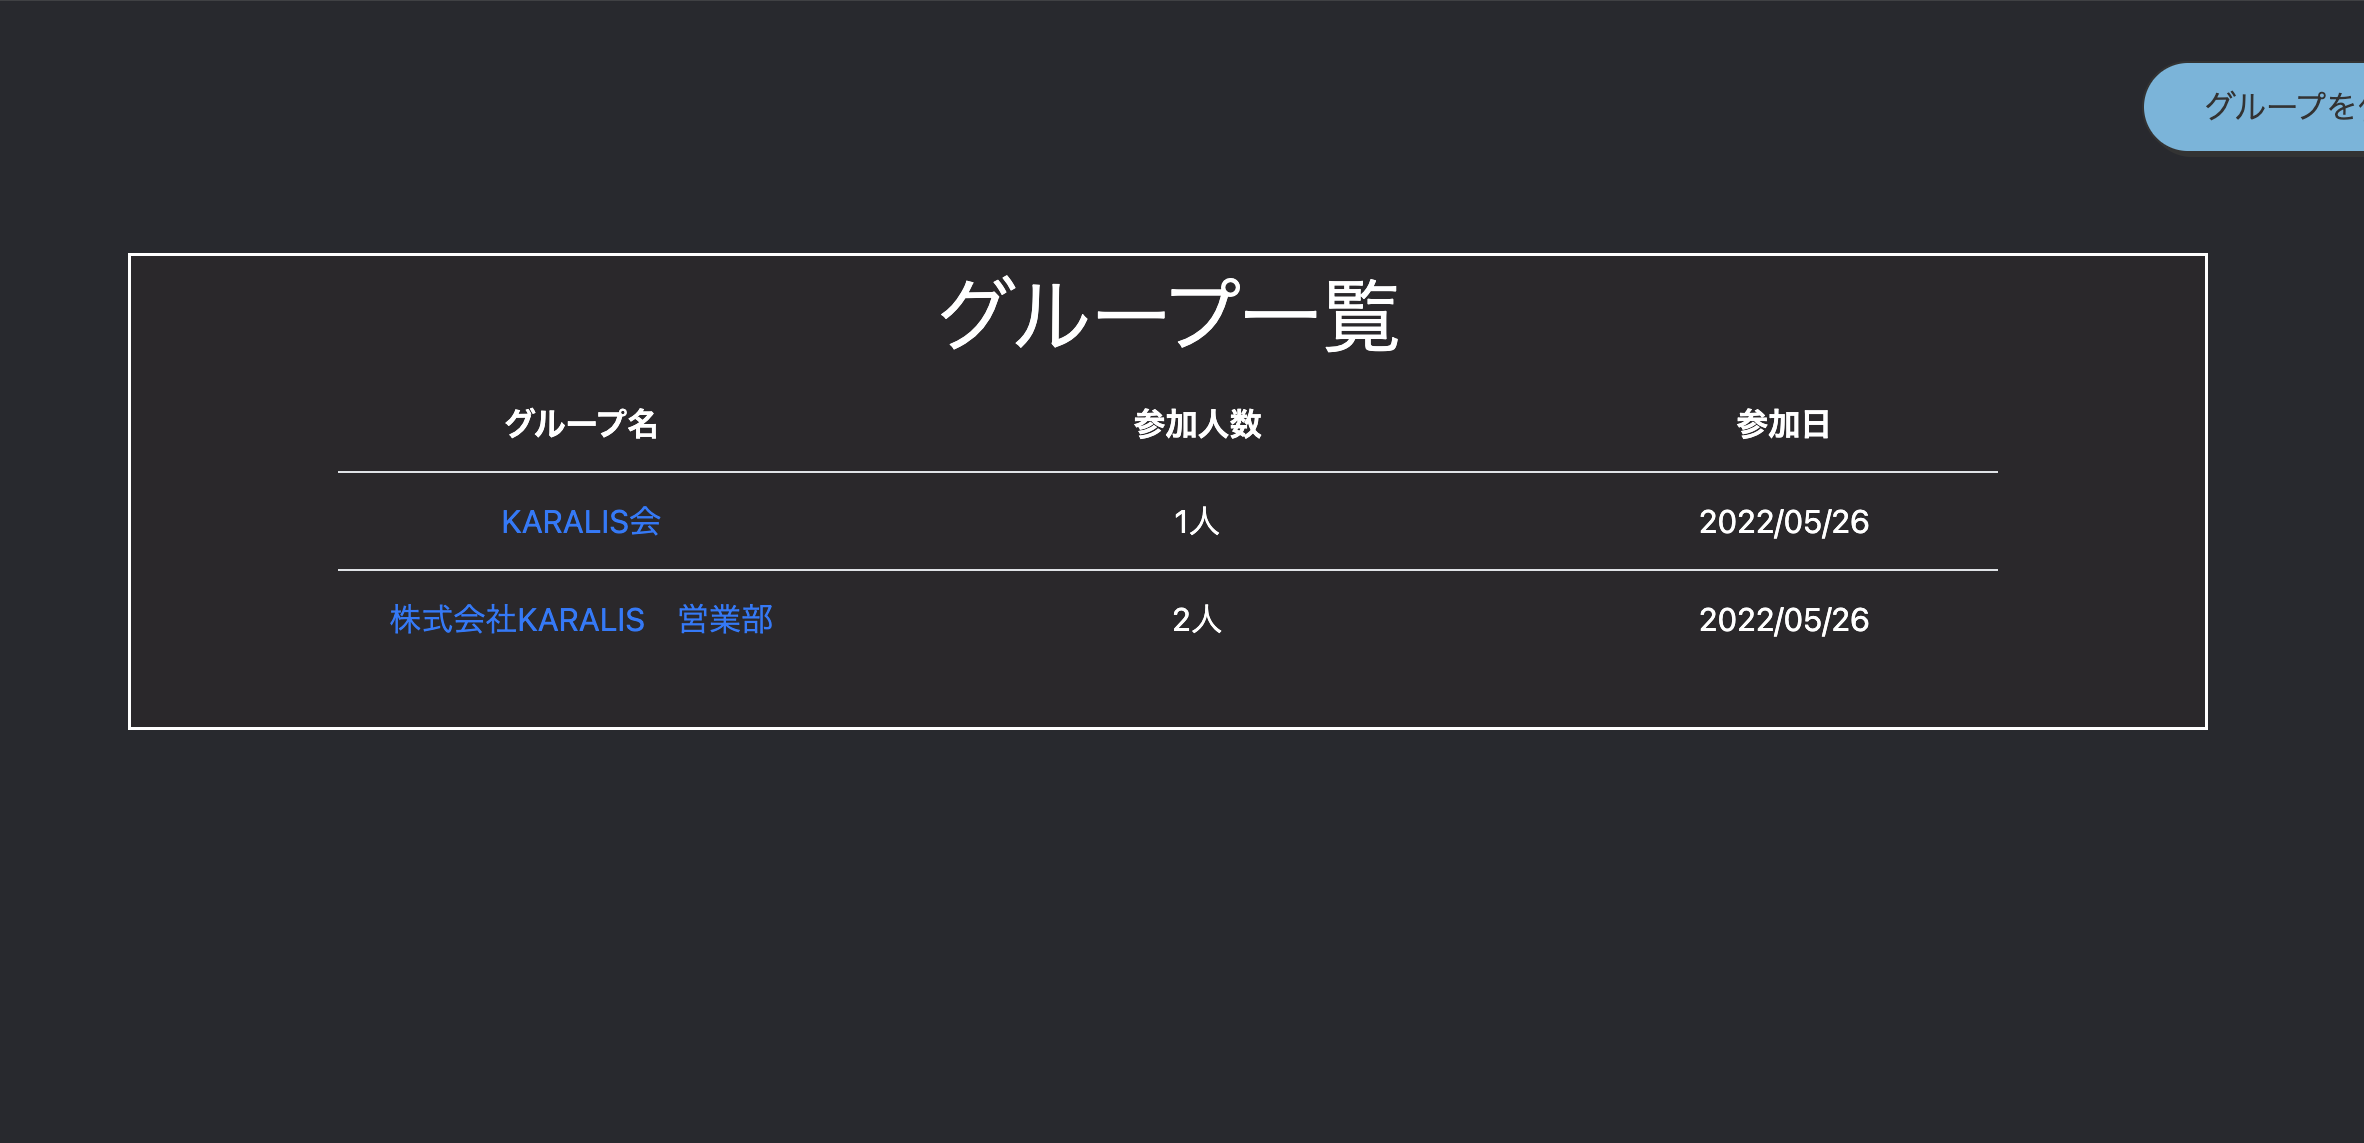 グループを
グループ一覧
グループ名 参加人数 参加日
KARALIS会 1人 2022/05/26
株式会社KARALIS　営業部 2人 2022/05/26